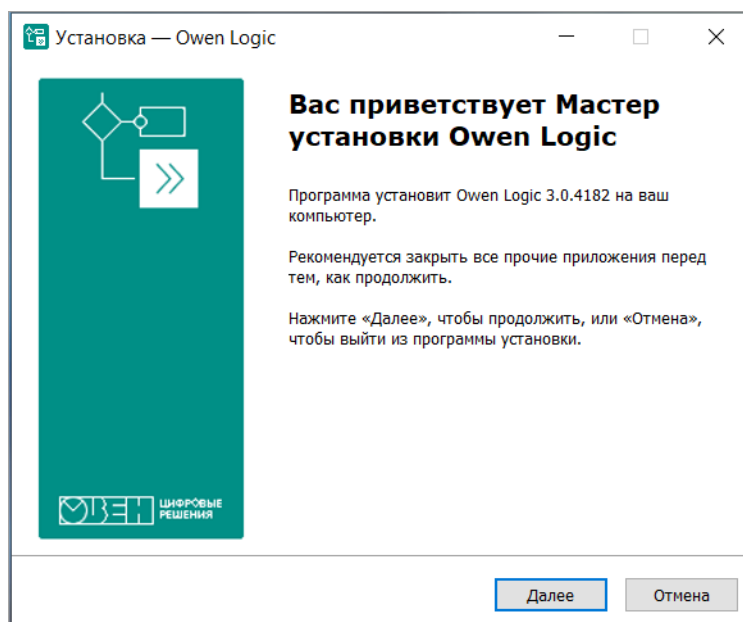 Установка — Owen Logic
Вас приветствует Мастер
установки Owen Logic
Программа установит Owen Logic 3.0.4182 на ваш
компьютер.
Рекомендуется закрыть все прочие приложения перед
тем, как продолжить.
Нажмите «Далее», чтобы продолжить, или «Отмена»,
чтобы выйти из программы установки.
ОВЕН ЦИФРОВЫЕ
РЕШЕНИЯ
Далее Отмена